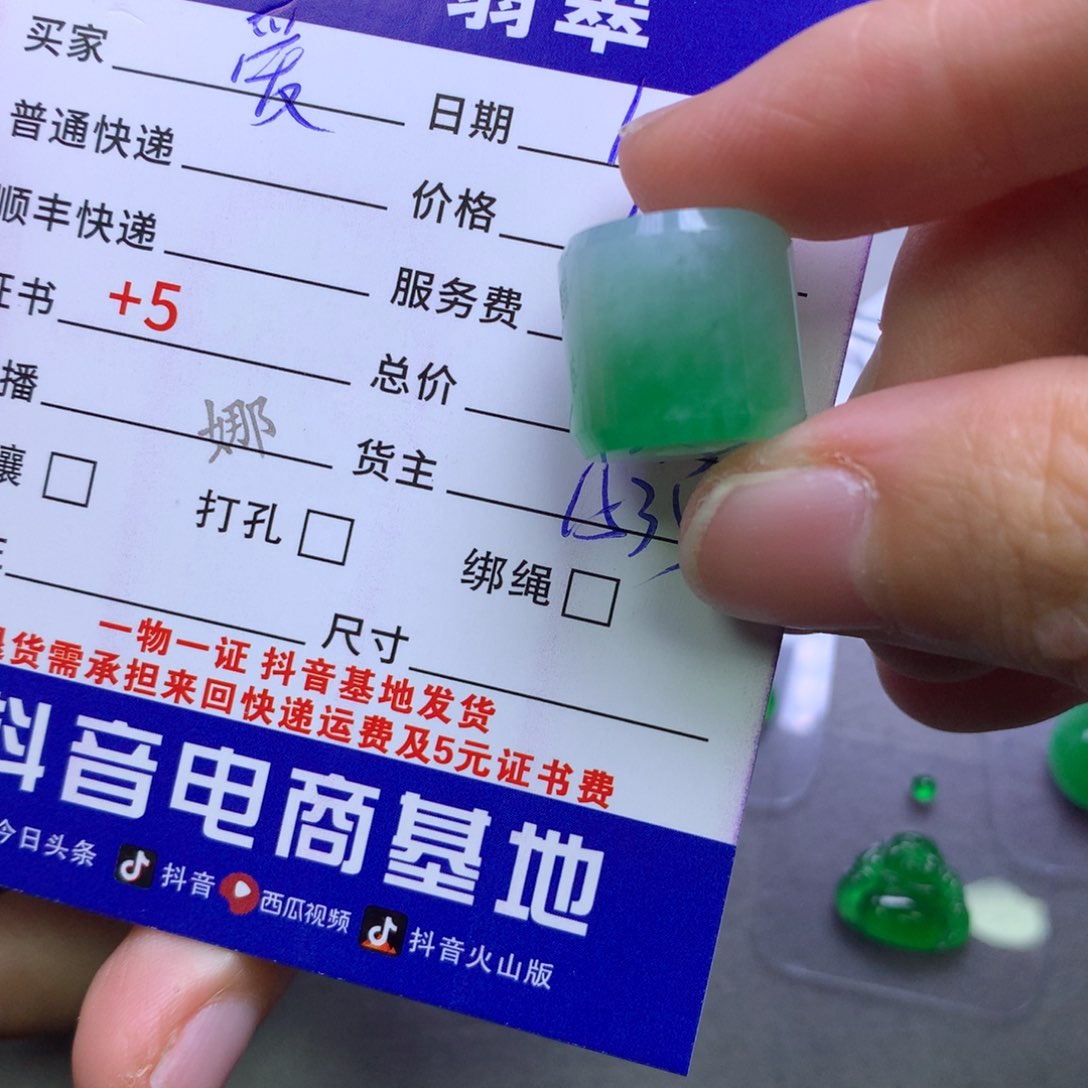 翡翠
买家 爱 日期
普通快递 价格
顺丰快递 服务费
证书 +5 总价
播 娜 货主
镶 打孔 绑绳
尺寸
一物一证 抖音基地发货
退货需承担来回快递运费及5元证书费
抖音电商基地
今日头条 抖音 西瓜视频 抖音火山版